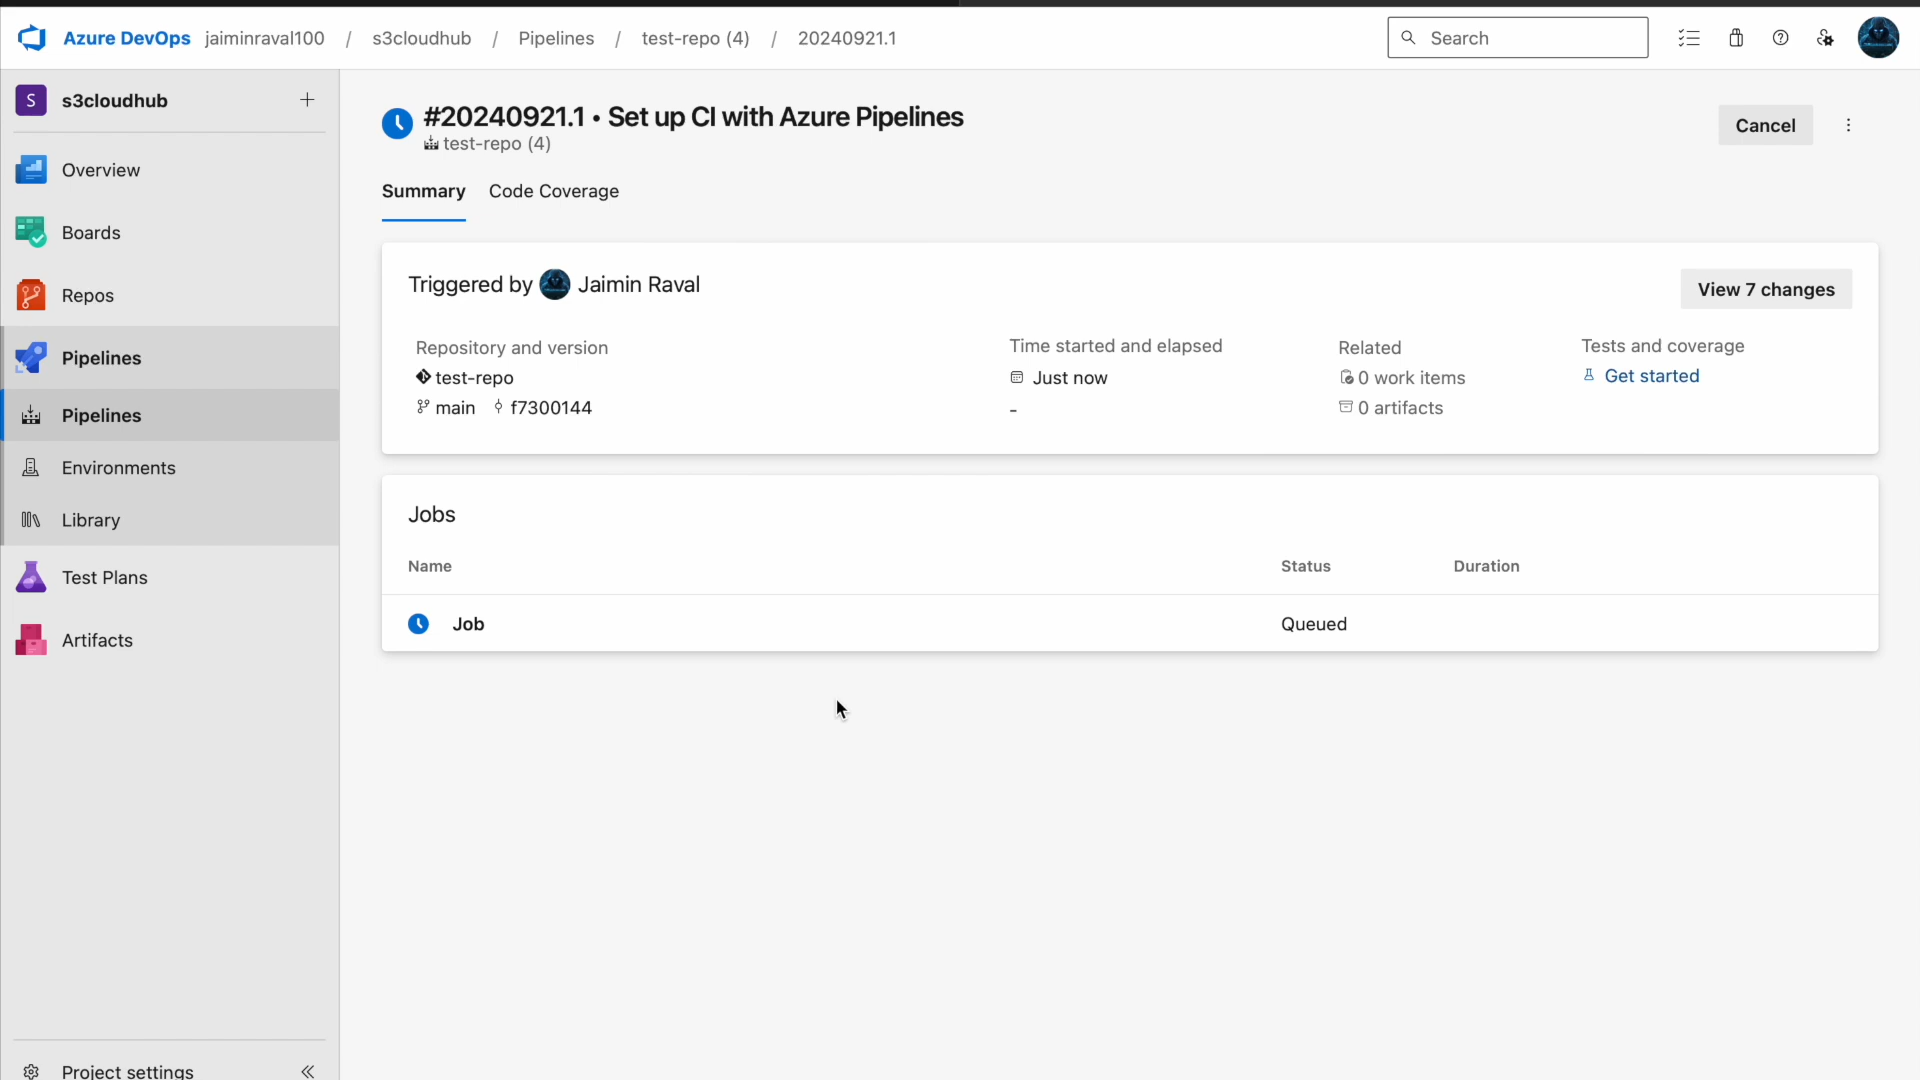 Azure DevOps jaiminraval100 / s3cloudhub / Pipelines / test-repo (4) / 20240921.1
Search
S s3cloudhub
Overview
Boards
Repos
Pipelines
Pipelines
Environments
Library
Test Plans
Artifacts
Project settings
#20240921.1 • Set up CI with Azure Pipelines
test-repo (4)
Cancel
Summary Code Coverage
Triggered by Jaimin Raval
View 7 changes
Repository and version
test-repo
main f7300144
Time started and elapsed
Just now
-
Related
0 work items
0 artifacts
Tests and coverage
Get started
Jobs
Name Status Duration
Job Queued